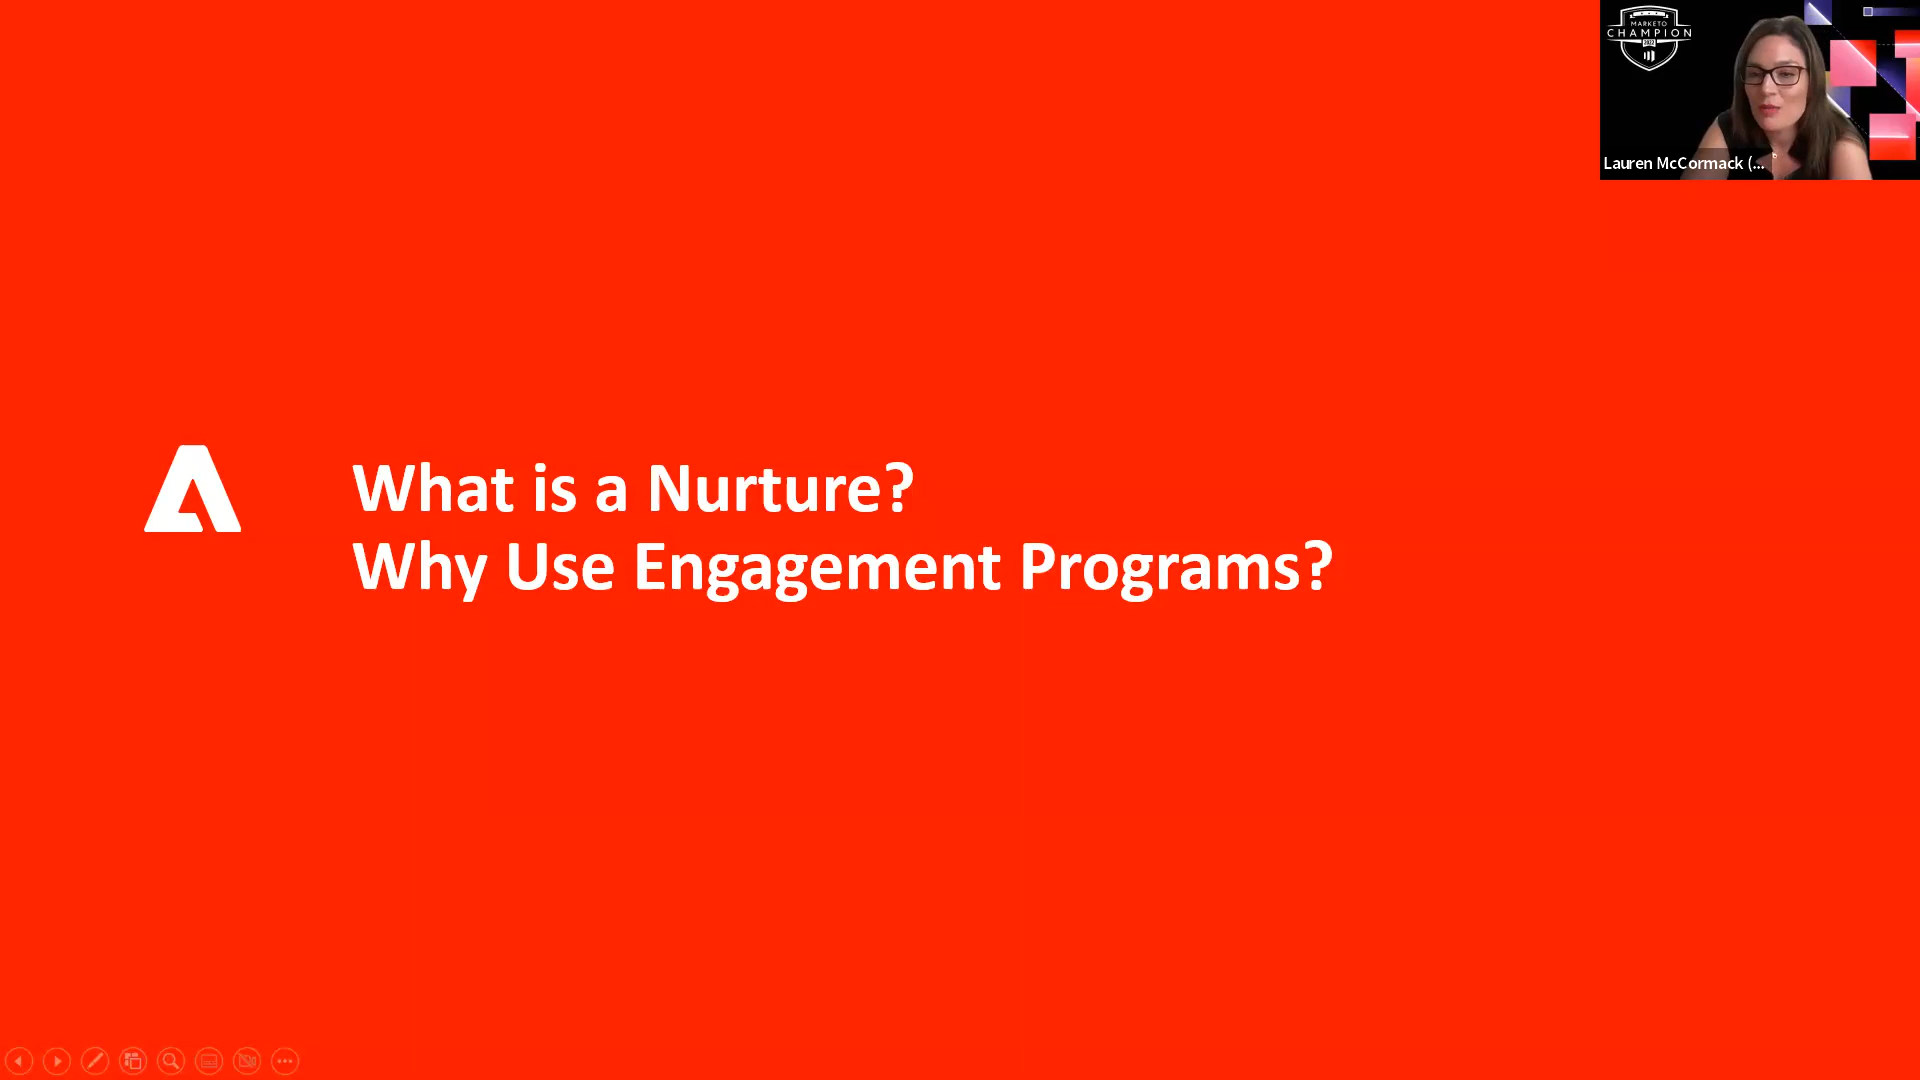 MARKETO
CHAMPION
Lauren McCormack (...
What is a Nurture?
Why Use Engagement Programs?